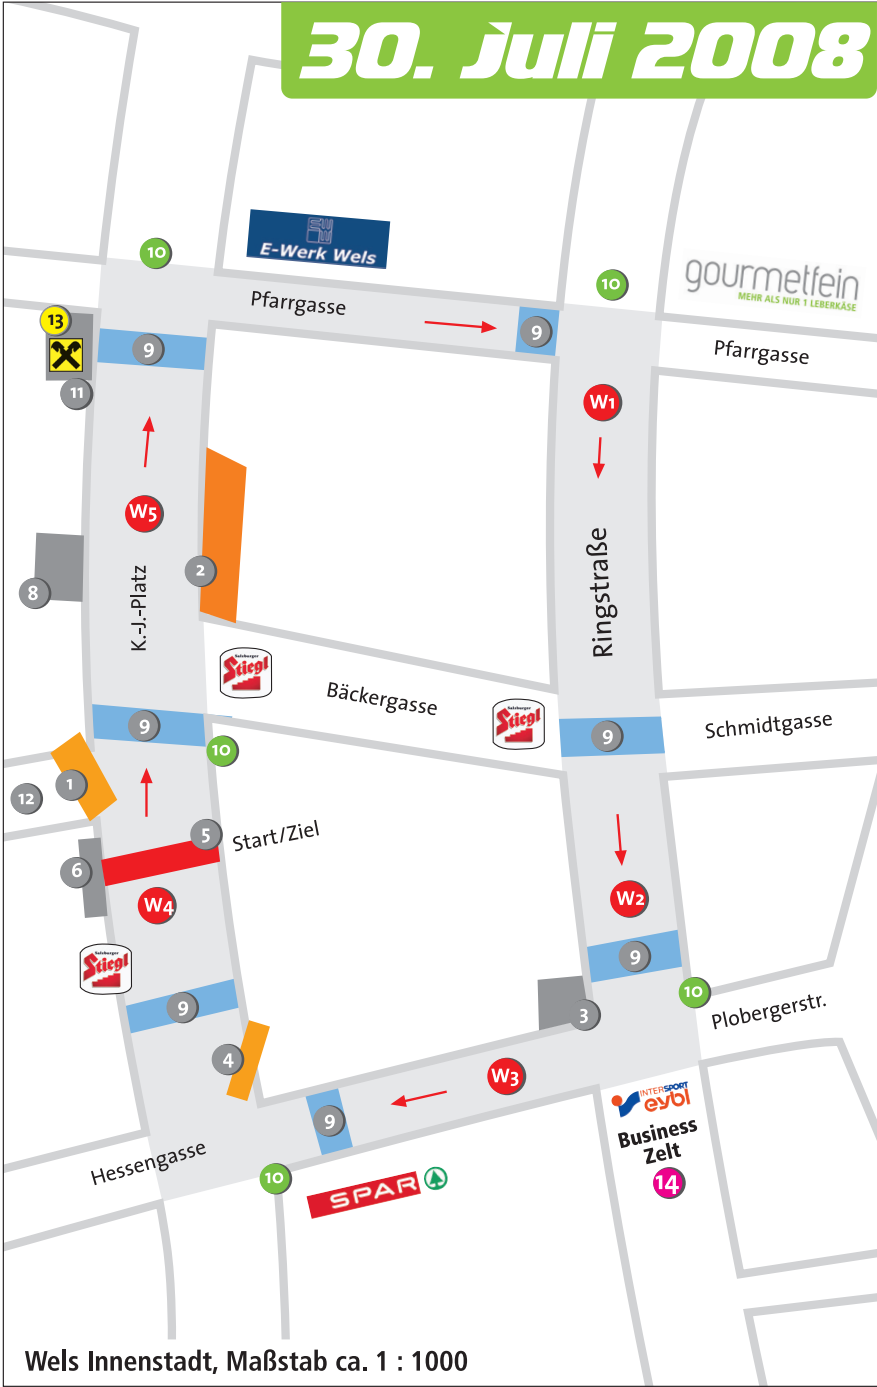 30. Juli 2008
E-Werk Wels
10
10
gourmetfein
MEHR ALS NUR 1 LEBERKÄSE
Pfarrgasse
13
9
9
Pfarrgasse
11
W1
W5
2
8
K.-J.-Platz
Ringstraße
Salzburger
Stiegl
Bäckergasse
Salzburger
Stiegl
9
10
9
Schmidtgasse
1
12
5
Start/Ziel
6
W4
W2
Salzburger
Stiegl
9
9
10
3
Plobergerstr.
4
W3
9
INTERSPORT
eybl
Business
Zelt
14
Hessengasse
10
SPAR
Wels Innenstadt, Maßstab ca. 1 : 1000